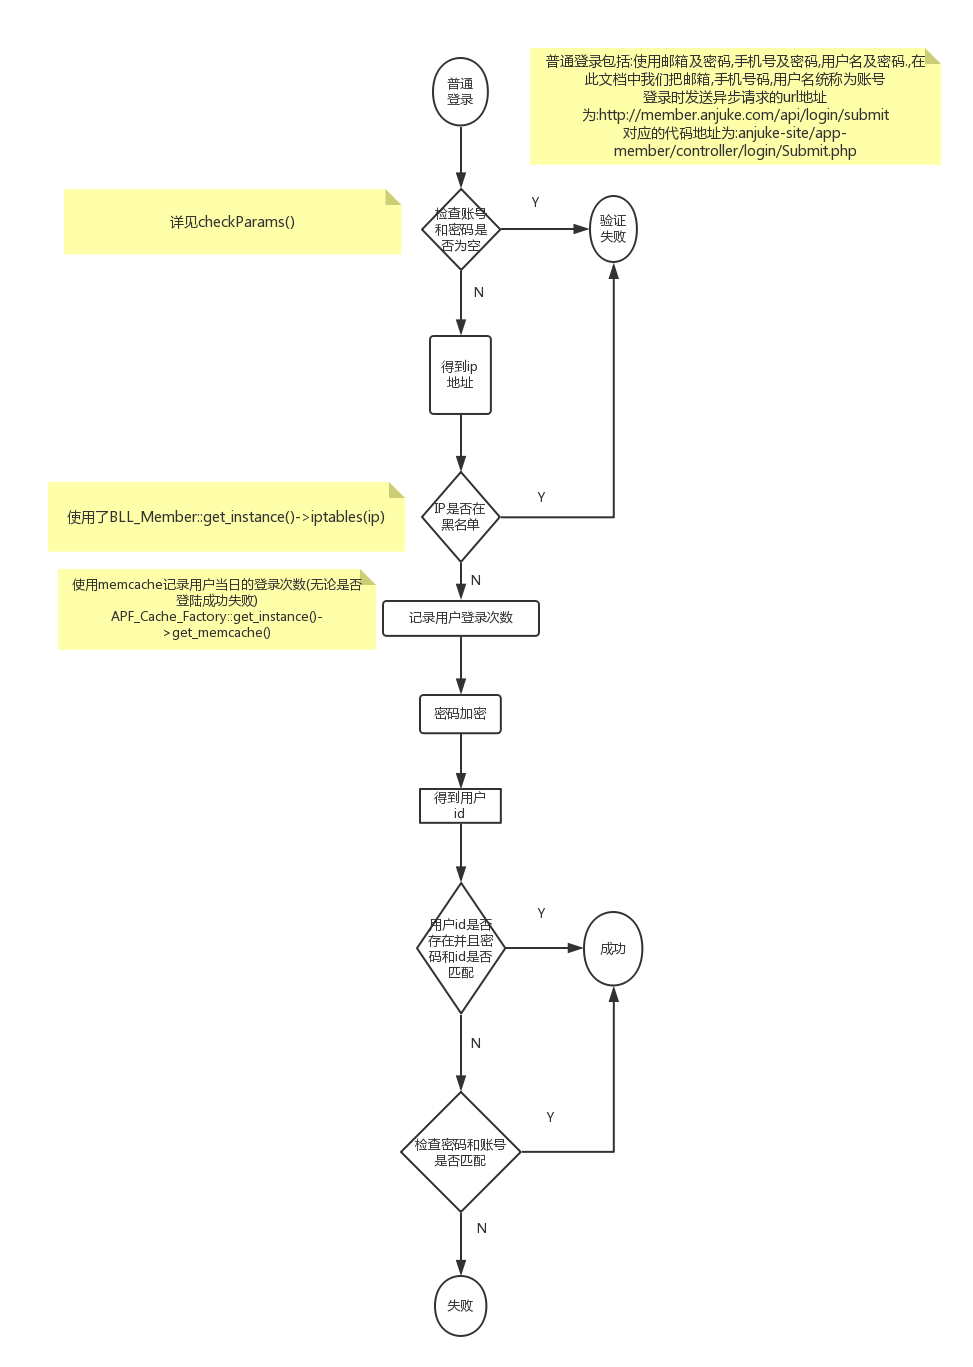 普通
登录
普通登录包括:使用邮箱及密码,手机号及密码,用户名及密码.,在
此文档中我们把邮箱,手机号码,用户名统称为账号
登录时发送异步请求的url地址
为:http://member.anjuke.com/api/login/submit
对应的代码地址为:anjuke-site/app-
member/controller/login/Submit.php
详见checkParams()
检查账号
和密码是
否为空
Y
验证
失败
N
得到ip
地址
使用了BLL_Member::get_instance()->iptables(ip)
IP是否在
黑名单
Y
N
使用memcache记录用户当日的登录次数(无论是否
登陆成功失败)
APF_Cache_Factory::get_instance()-
>get_memcache()
记录用户登录次数
密码加密
得到用户
id
用户id是否
存在并且密
码和id是否
匹配
Y
成功
N
检查密码和账号
是否匹配
Y
N
失败